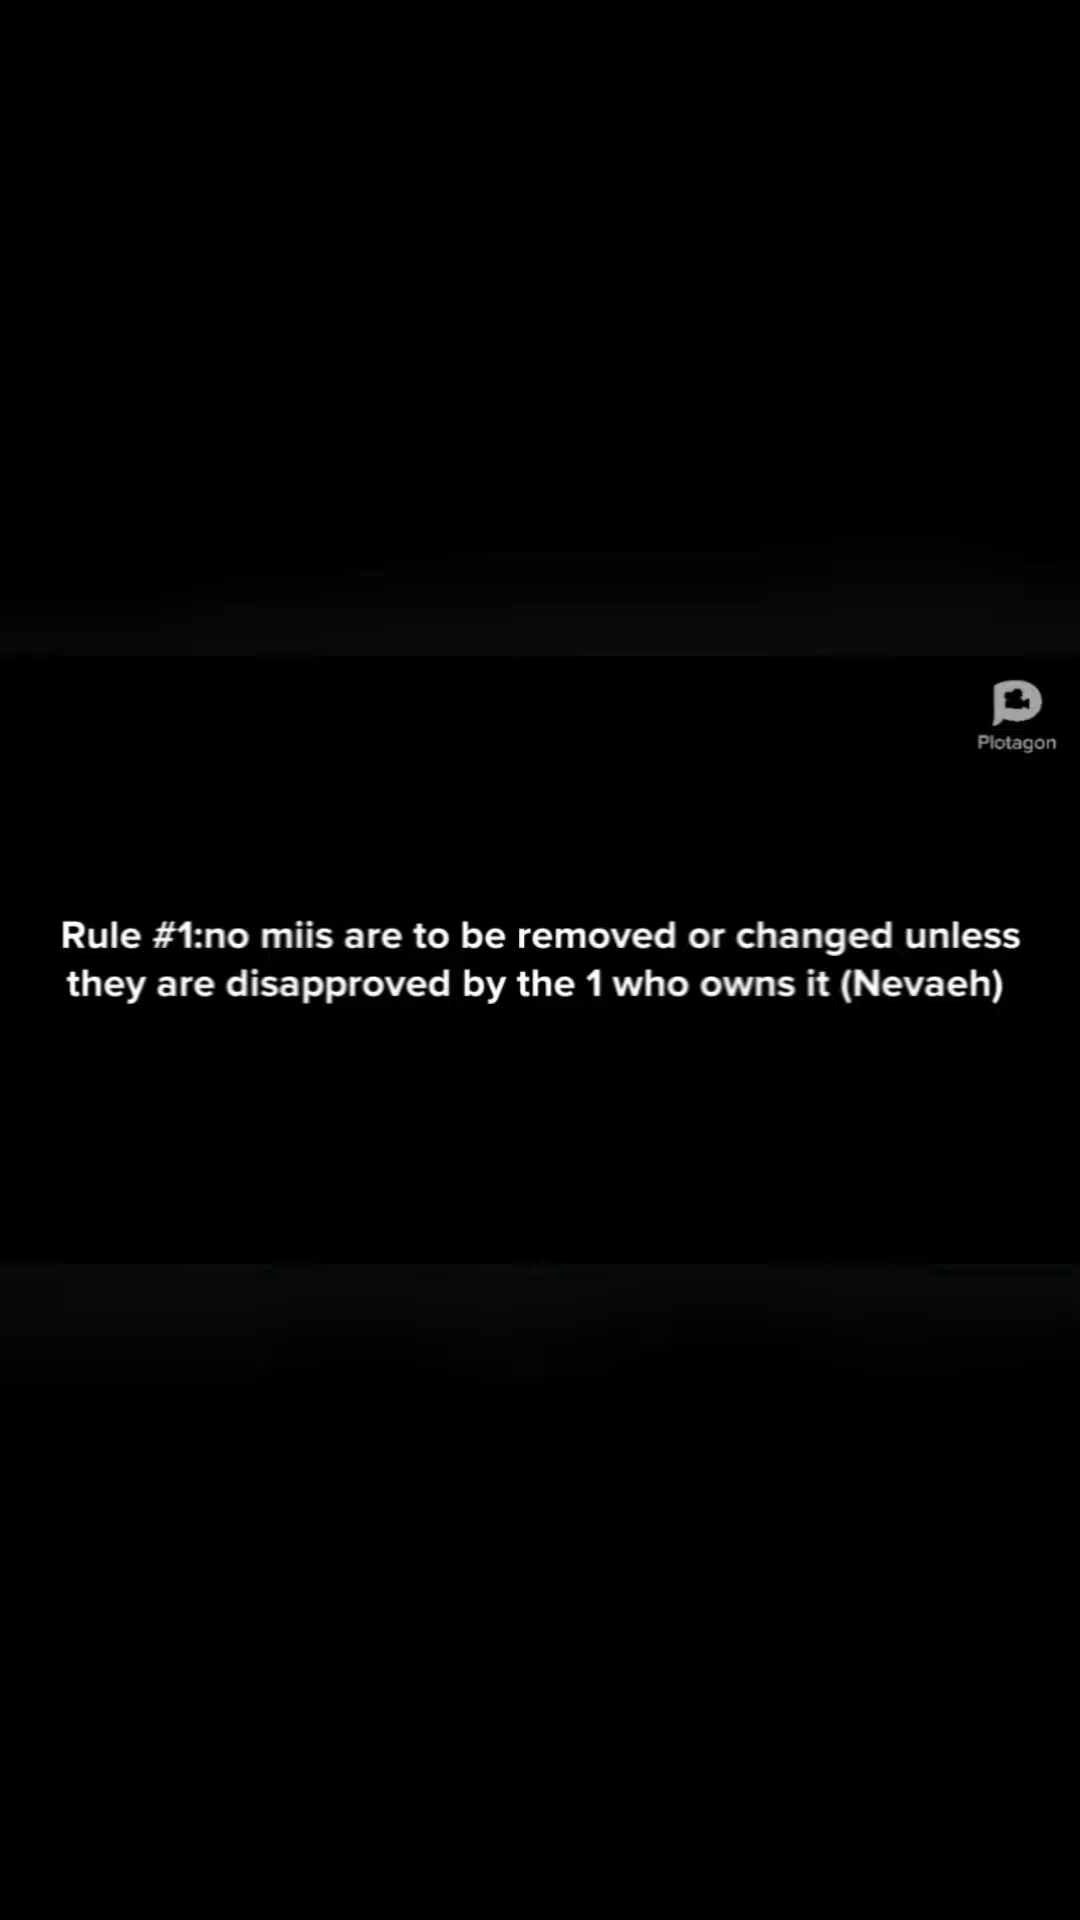 Plotagon
Rule #1:no miis are to be removed or changed unless
they are disapproved by the 1 who owns it (Nevaeh)